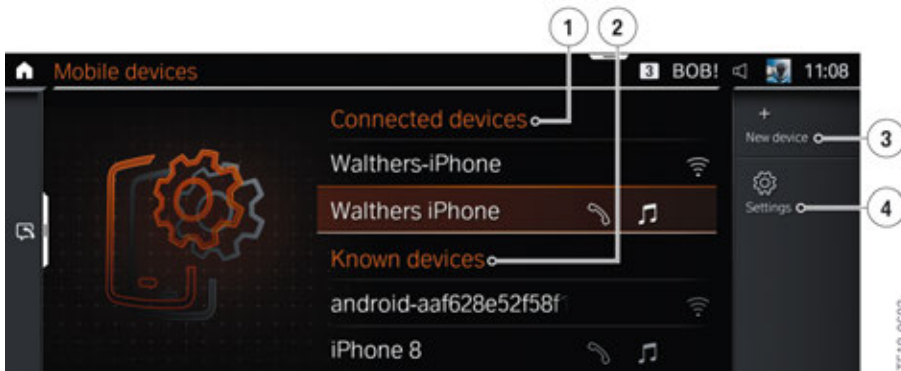 1 2
Mobile devices 3 BOB! 11:08
Connected devices
+
New device 3
Walthers-iPhone
Settings 4
Walthers iPhone
Known devices
android-aaf628e52f58f
iPhone 8